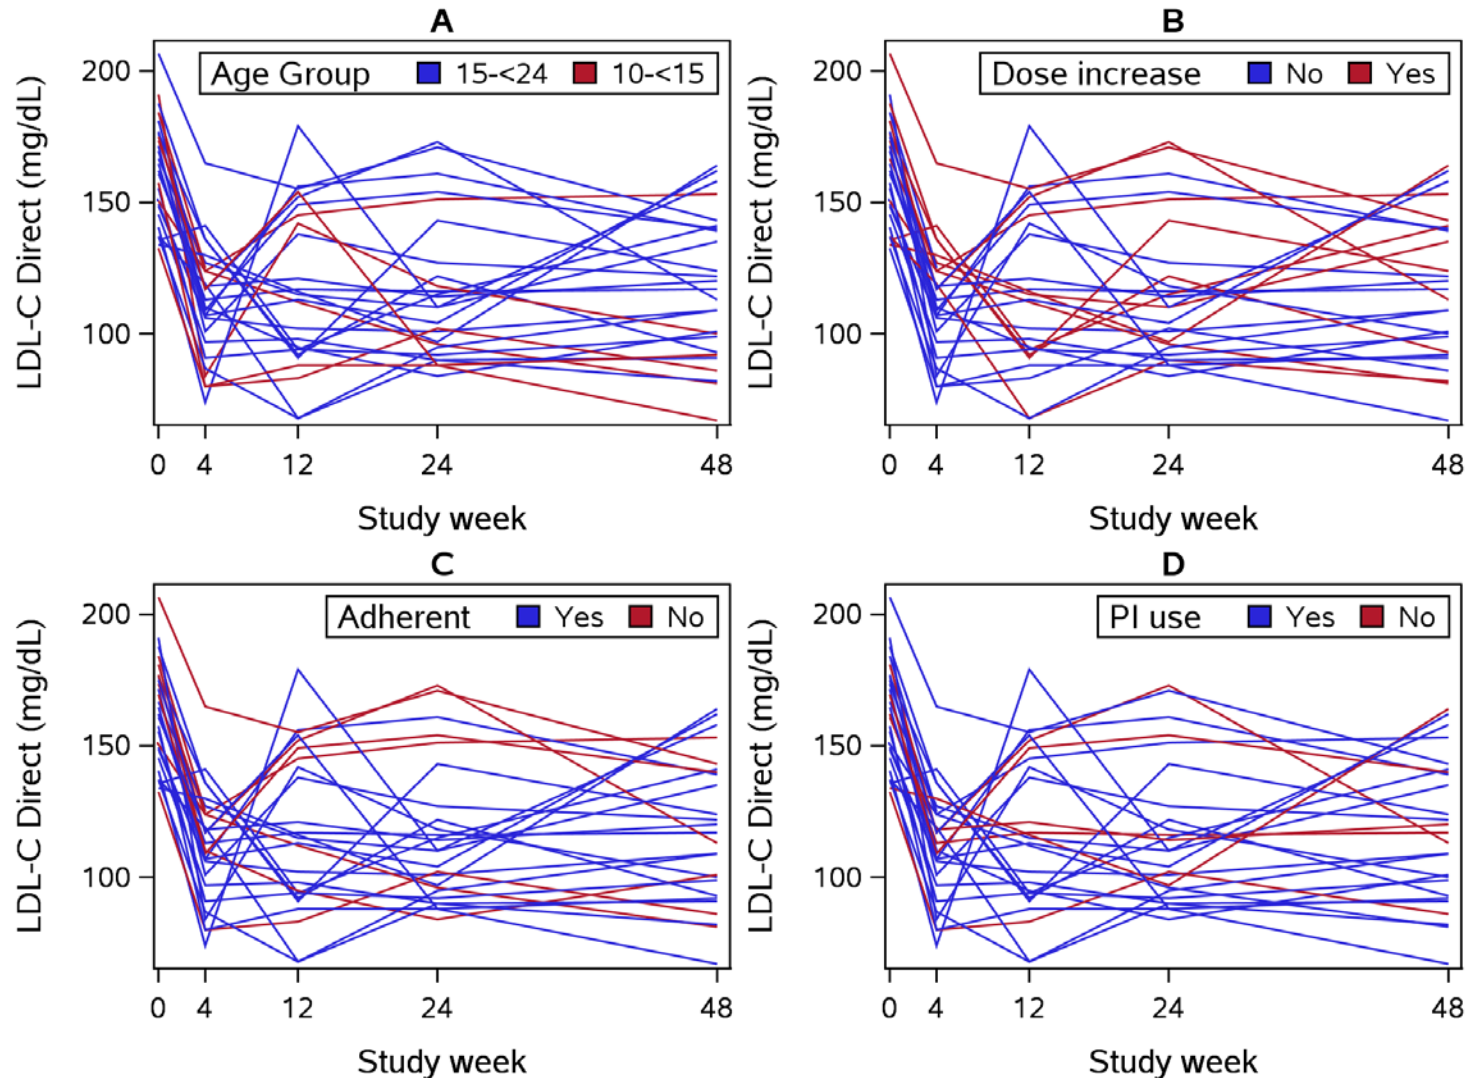 A
Age Group 15-<24 10-<15
LDL-C Direct (mg/dL)
200
150
100
0 4 12 24 48
Study week
B
Dose increase No Yes
LDL-C Direct (mg/dL)
200
150
100
0 4 12 24 48
Study week
C
Adherent Yes No
LDL-C Direct (mg/dL)
200
150
100
0 4 12 24 48
Study week
D
PI use Yes No
LDL-C Direct (mg/dL)
200
150
100
0 4 12 24 48
Study week